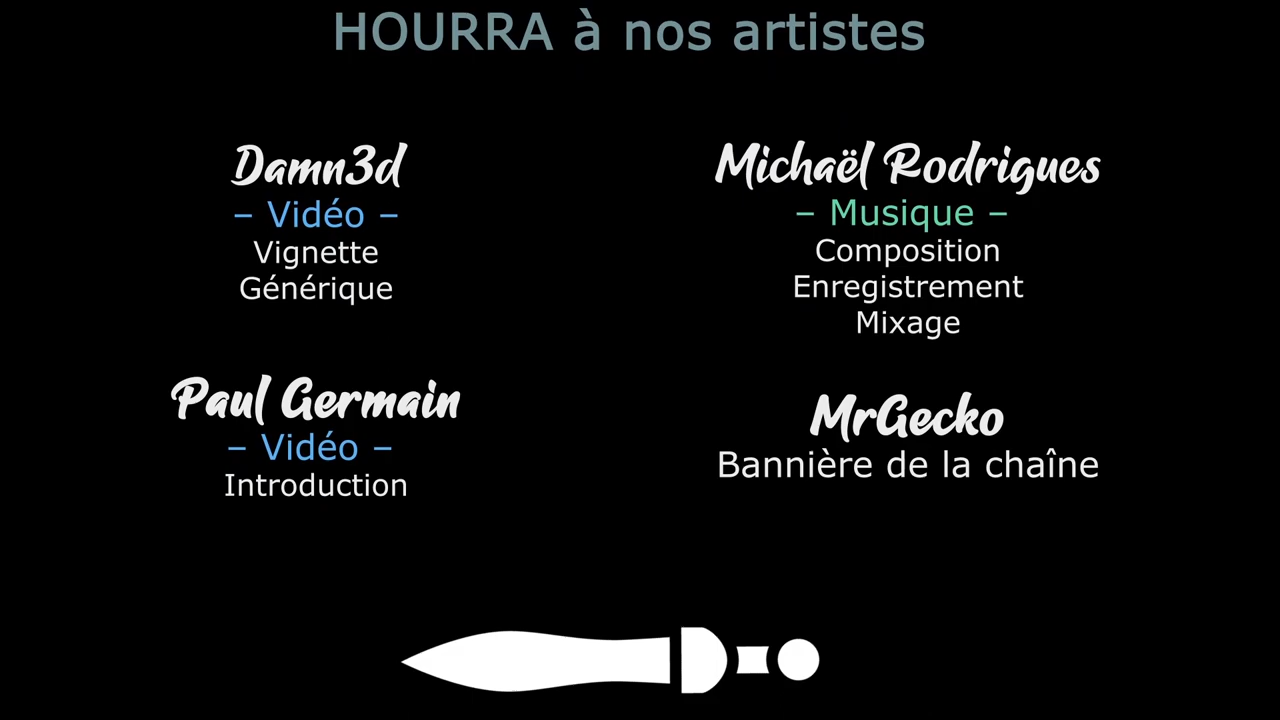 HOURRA à nos artistes
Damn3d
– Vidéo –
Vignette
Générique
Michaël Rodrigues
– Musique –
Composition
Enregistrement
Mixage
Paul Germain
– Vidéo –
Introduction
MrGecko
Bannière de la chaîne